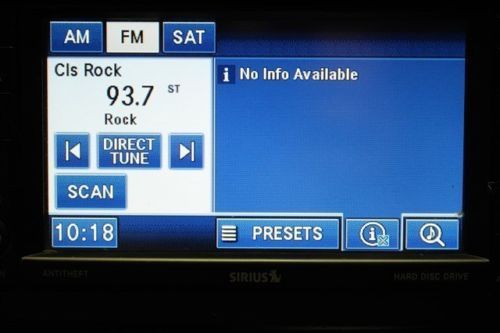 AM FM SAT
Cls Rock
93.7 ST
Rock
DIRECT
TUNE
SCAN
i No Info Available
10:18 PRESETS i
ANTITHEFT SIRIUS HARD DISC DRIVE